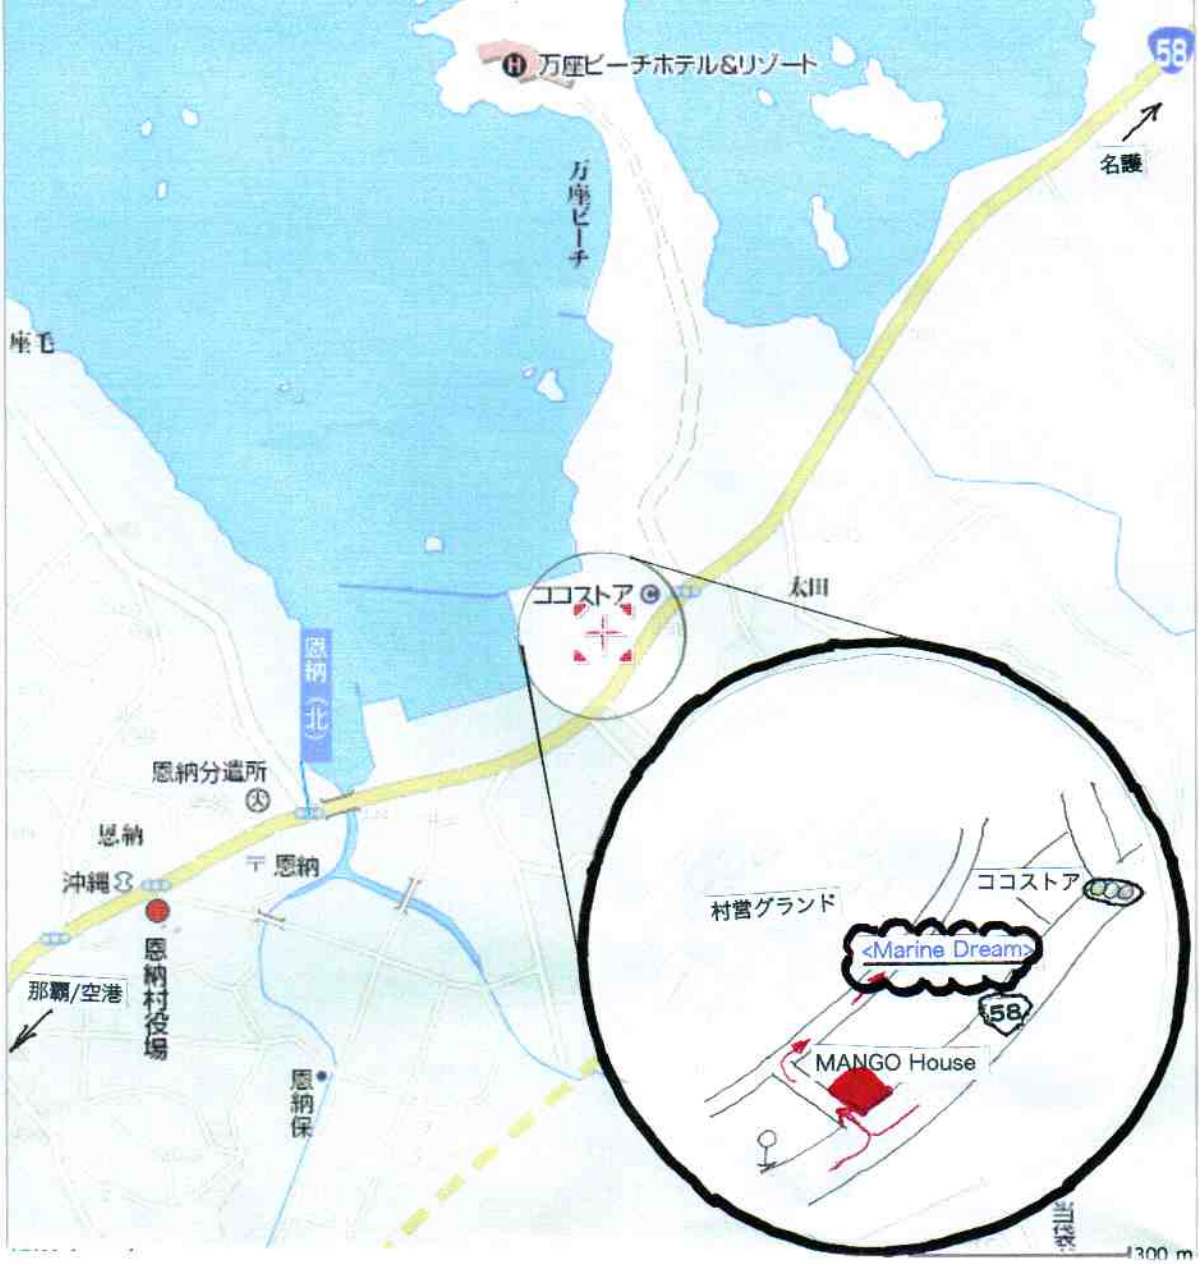 58
万座ビーチホテル&リゾート
名護
万座ビーチ
座毛
ココストア
太田
恩納(北)
恩納分遣所
恩納
〒 恩納
沖縄
恩納村役場
那覇/空港
恩納保
ココストア
村営グランド
<Marine Dream>
58
MANGO House
300 m